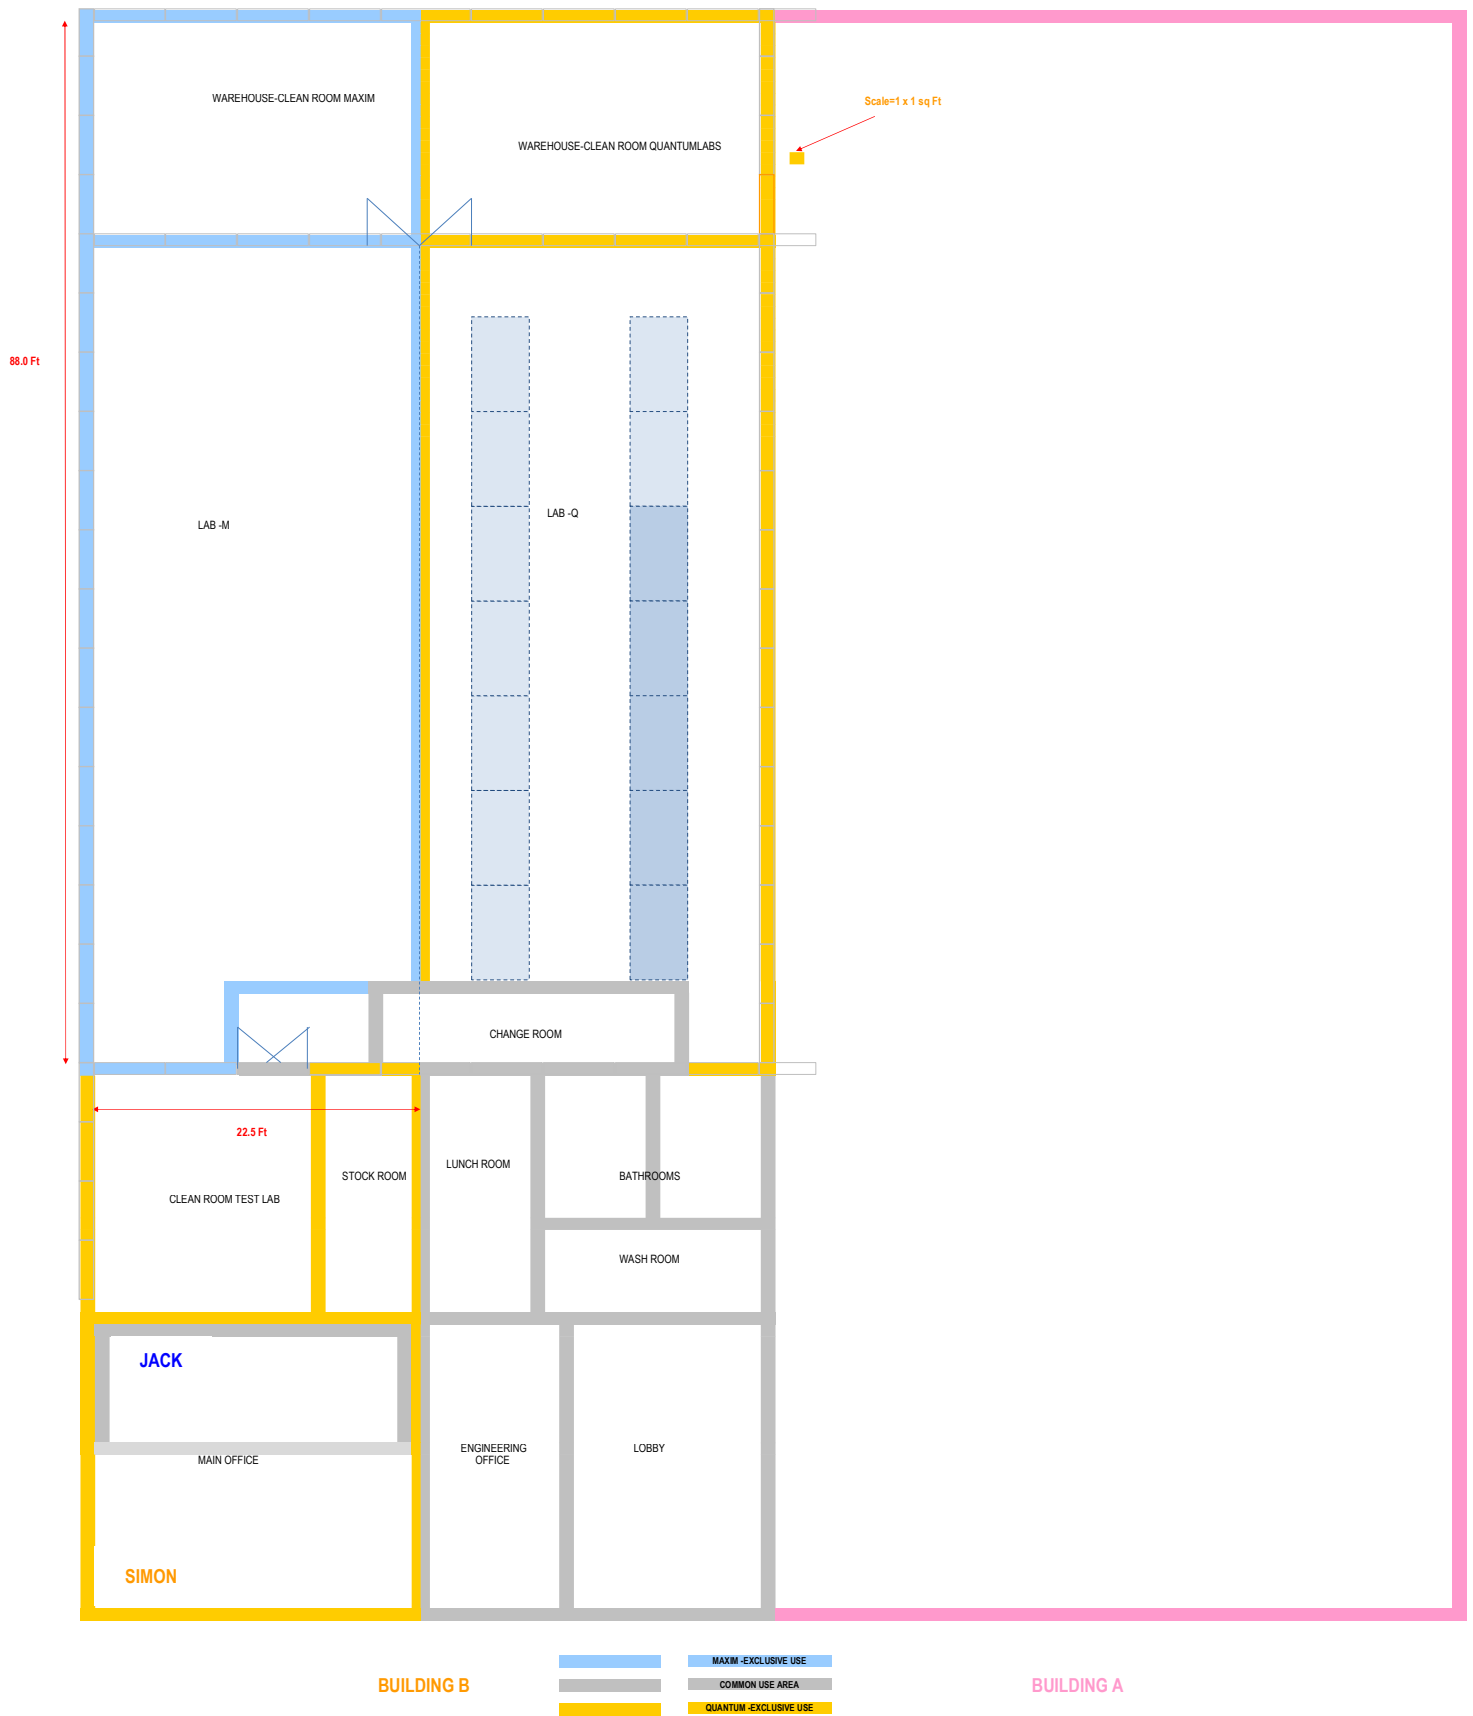 WAREHOUSE-CLEAN ROOM MAXIM
Scale=1 x 1 sq Ft
WAREHOUSE-CLEAN ROOM QUANTUMLABS
88.0 Ft
LAB -M
LAB -Q
CHANGE ROOM
22.5 Ft
CLEAN ROOM TEST LAB
STOCK ROOM
LUNCH ROOM
BATHROOMS
WASH ROOM
JACK
MAIN OFFICE
ENGINEERING
OFFICE
LOBBY
SIMON
BUILDING B
MAXIM -EXCLUSIVE USE
COMMON USE AREA
QUANTUM -EXCLUSIVE USE
BUILDING A